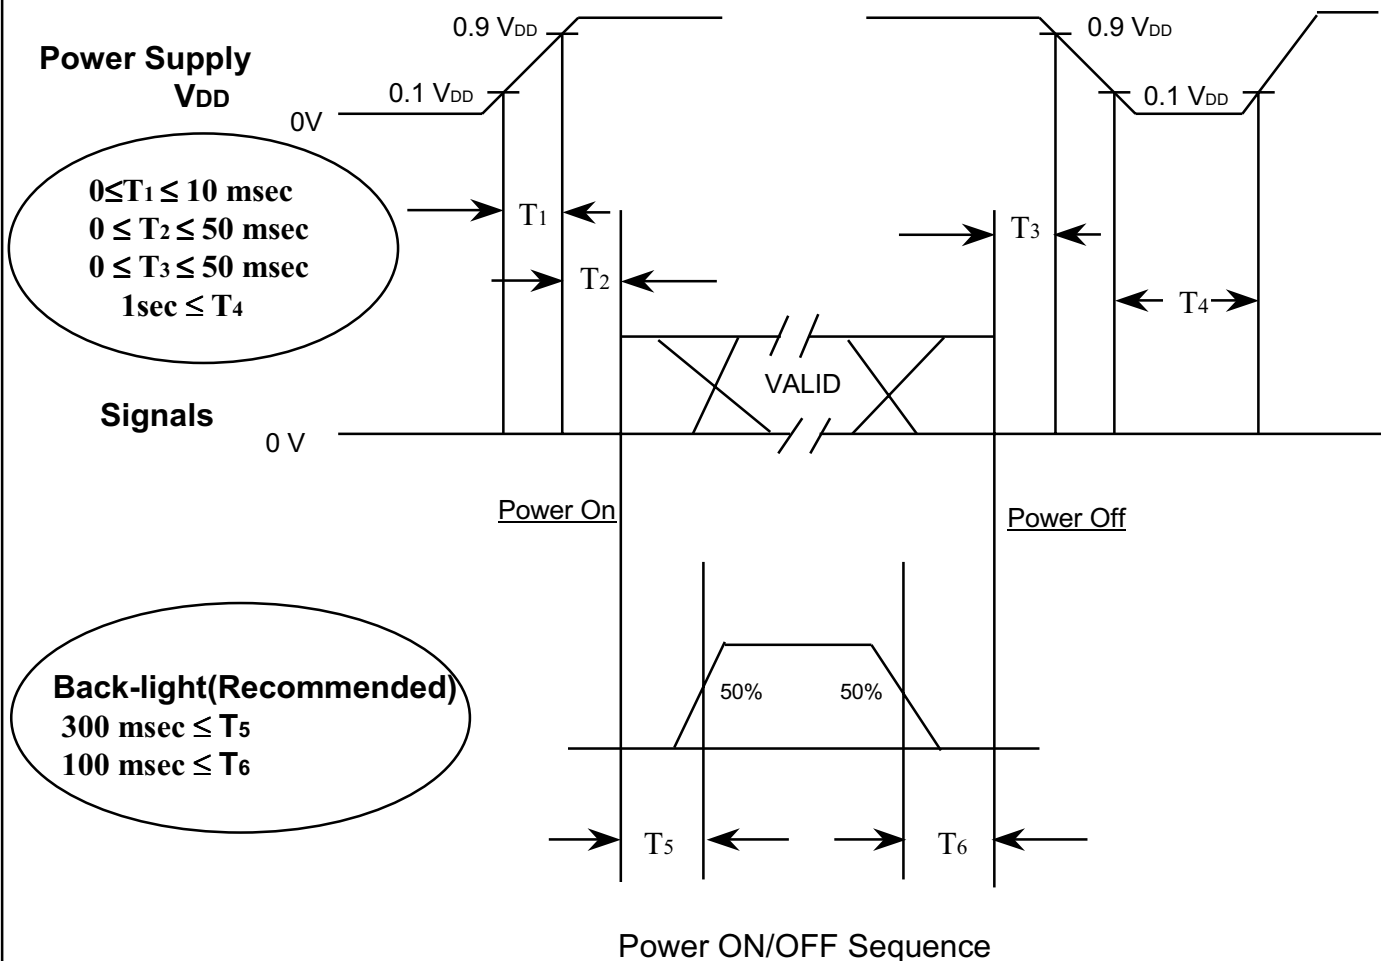 0.9 VDD
0.9 VDD
Power Supply
VDD
0.1 VDD
0.1 VDD
0V
0≤T1 ≤ 10 msec
0 ≤ T2 ≤ 50 msec
0 ≤ T3 ≤ 50 msec
1sec ≤ T4
T1
T3
T2
T4
VALID
Signals
0 V
Power On
Power Off
Back-light(Recommended)
300 msec ≤ T5
100 msec ≤ T6
50%
50%
T5
T6
Power ON/OFF Sequence